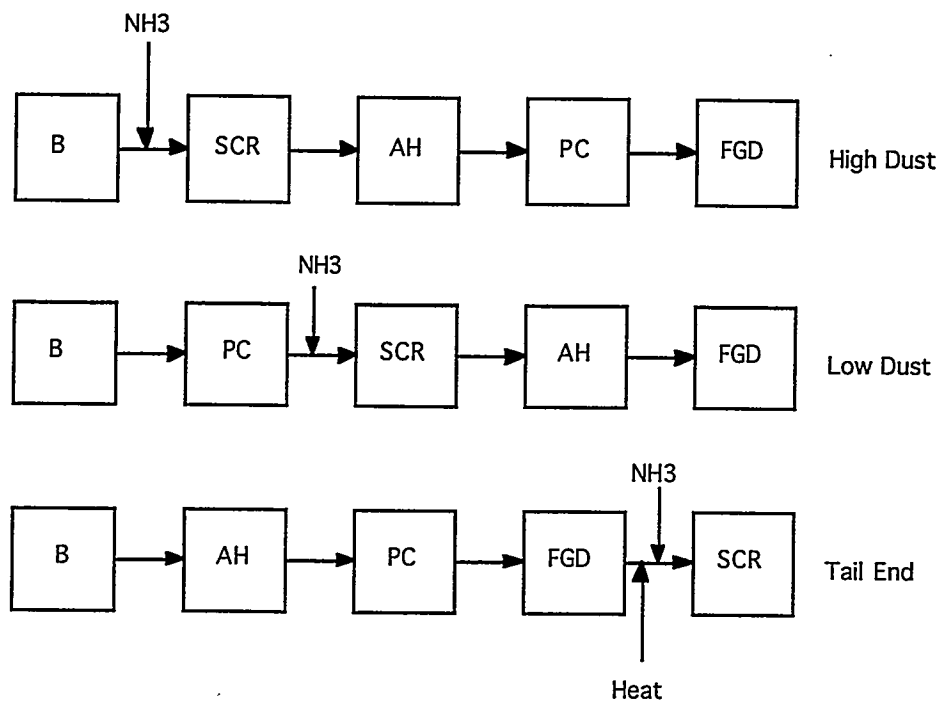 NH3
B
SCR
AH
PC
FGD
High Dust
NH3
B
PC
SCR
AH
FGD
Low Dust
NH3
B
AH
PC
FGD
SCR
Tail End
Heat